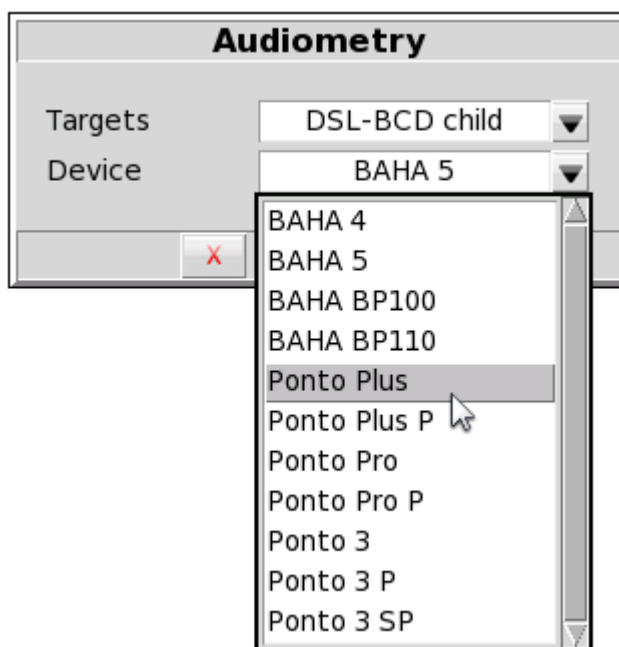 Audiometry
Targets DSL-BCD child
Device BAHA 5
X
BAHA 4
BAHA 5
BAHA BP100
BAHA BP110
Ponto Plus
Ponto Plus P
Ponto Pro
Ponto Pro P
Ponto 3
Ponto 3 P
Ponto 3 SP